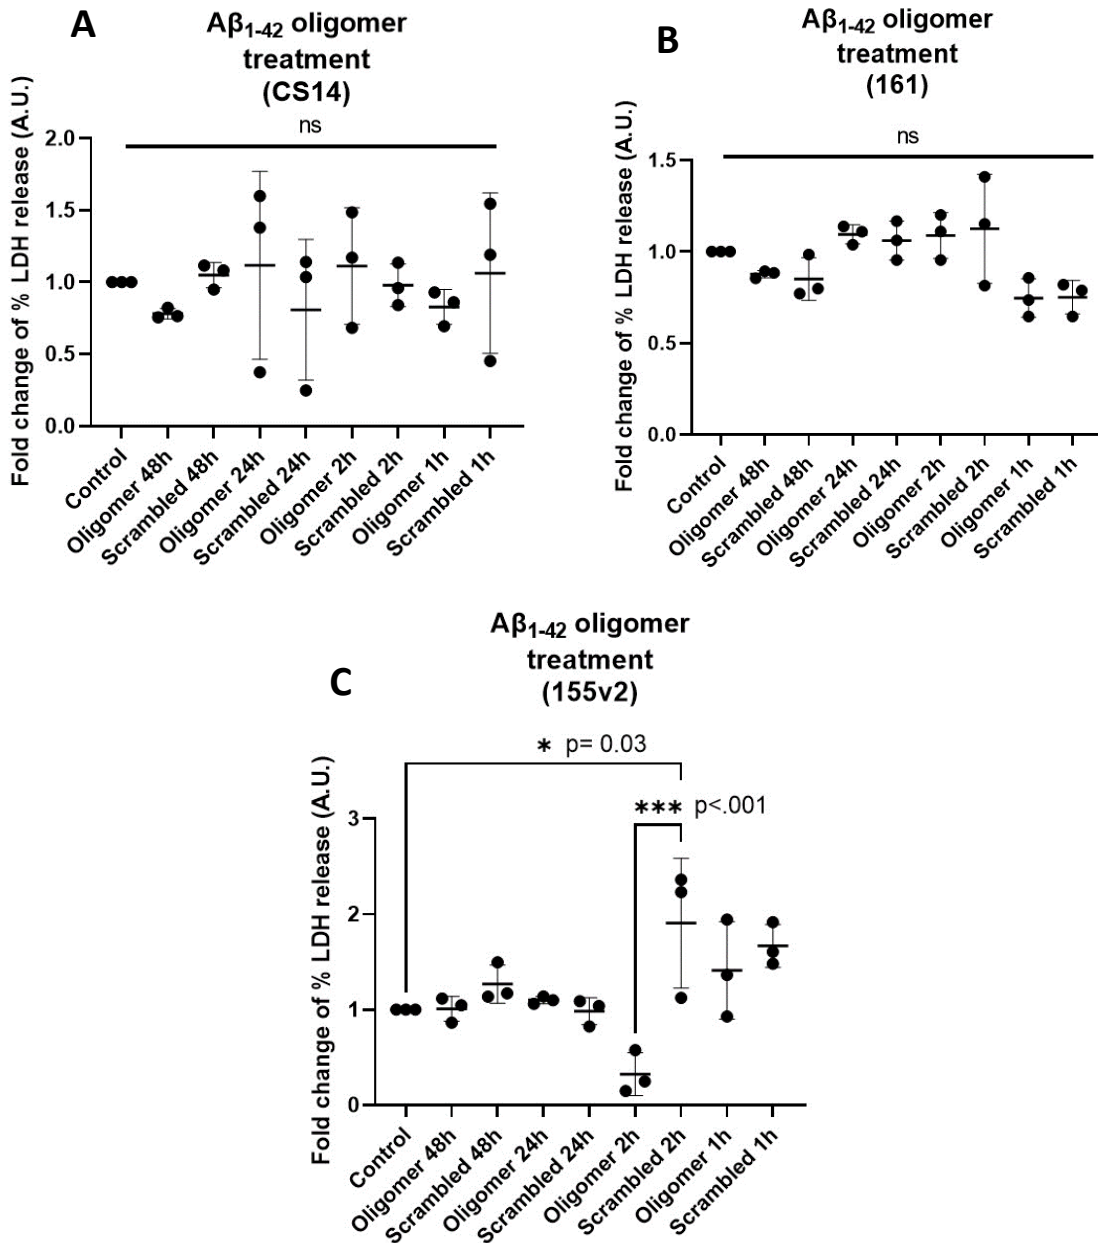 A
Aβ1-42 oligomer
treatment
(CS14)
ns
Fold change of % LDH release (A.U.)
2.0
1.5
1.0
0.5
0.0
Control
Oligomer 48h
Scrambled 48h
Oligomer 24h
Scrambled 24h
Oligomer 2h
Scrambled 2h
Oligomer 1h
Scrambled 1h
B
Aβ1-42 oligomer
treatment
(161)
ns
Fold change of % LDH release (A.U.)
1.5
1.0
0.5
0.0
Control
Oligomer 48h
Scrambled 48h
Oligomer 24h
Scrambled 24h
Oligomer 2h
Scrambled 2h
Oligomer 1h
Scrambled 1h
C
Aβ1-42 oligomer
treatment
(155v2)
* p= 0.03
*** p<.001
Fold change of % LDH release (A.U.)
3
2
1
0
Control
Oligomer 48h
Scrambled 48h
Oligomer 24h
Scrambled 24h
Oligomer 2h
Scrambled 2h
Oligomer 1h
Scrambled 1h